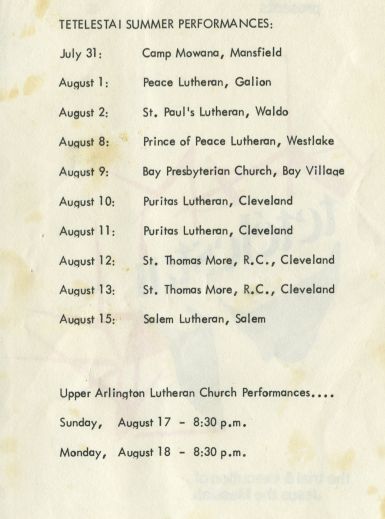 TETELESTAI SUMMER PERFORMANCES:
July 31: Camp Mowana, Mansfield
August 1: Peace Lutheran, Galion
August 2: St. Paul's Lutheran, Waldo
August 8: Prince of Peace Lutheran, Westlake
August 9: Bay Presbyterian Church, Bay Village
August 10: Puritas Lutheran, Cleveland
August 11: Puritas Lutheran, Cleveland
August 12: St. Thomas More, R.C., Cleveland
August 13: St. Thomas More, R.C., Cleveland
August 15: Salem Lutheran, Salem
Upper Arlington Lutheran Church Performances....
Sunday, August 17 - 8:30 p.m.
Monday, August 18 - 8:30 p.m.